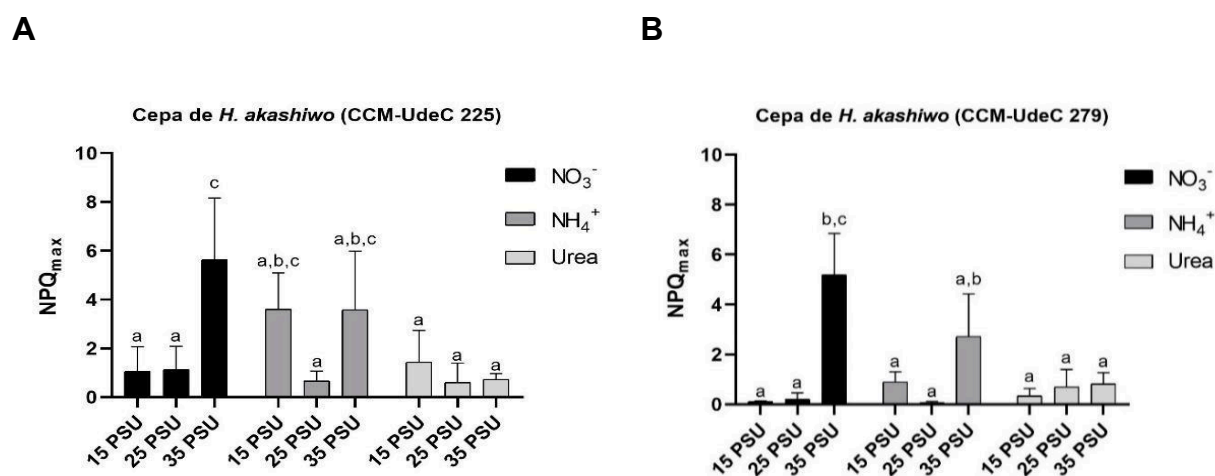 A
Cepa de H. akashiwo (CCM-UdeC 225)
NPQmax
10
8
6
4
2
0
a
a
c
a,b,c
a
a,b,c
a
a
a
15 PSU
25 PSU
35 PSU
15 PSU
25 PSU
35 PSU
15 PSU
25 PSU
35 PSU
NO₃⁻
NH₄⁺
Urea
B
Cepa de H. akashiwo (CCM-UdeC 279)
NPQmax
10
8
6
4
2
0
a
a
b,c
a
a
a,b
a
a
a
15 PSU
25 PSU
35 PSU
15 PSU
25 PSU
35 PSU
15 PSU
25 PSU
35 PSU
NO₃⁻
NH₄⁺
Urea